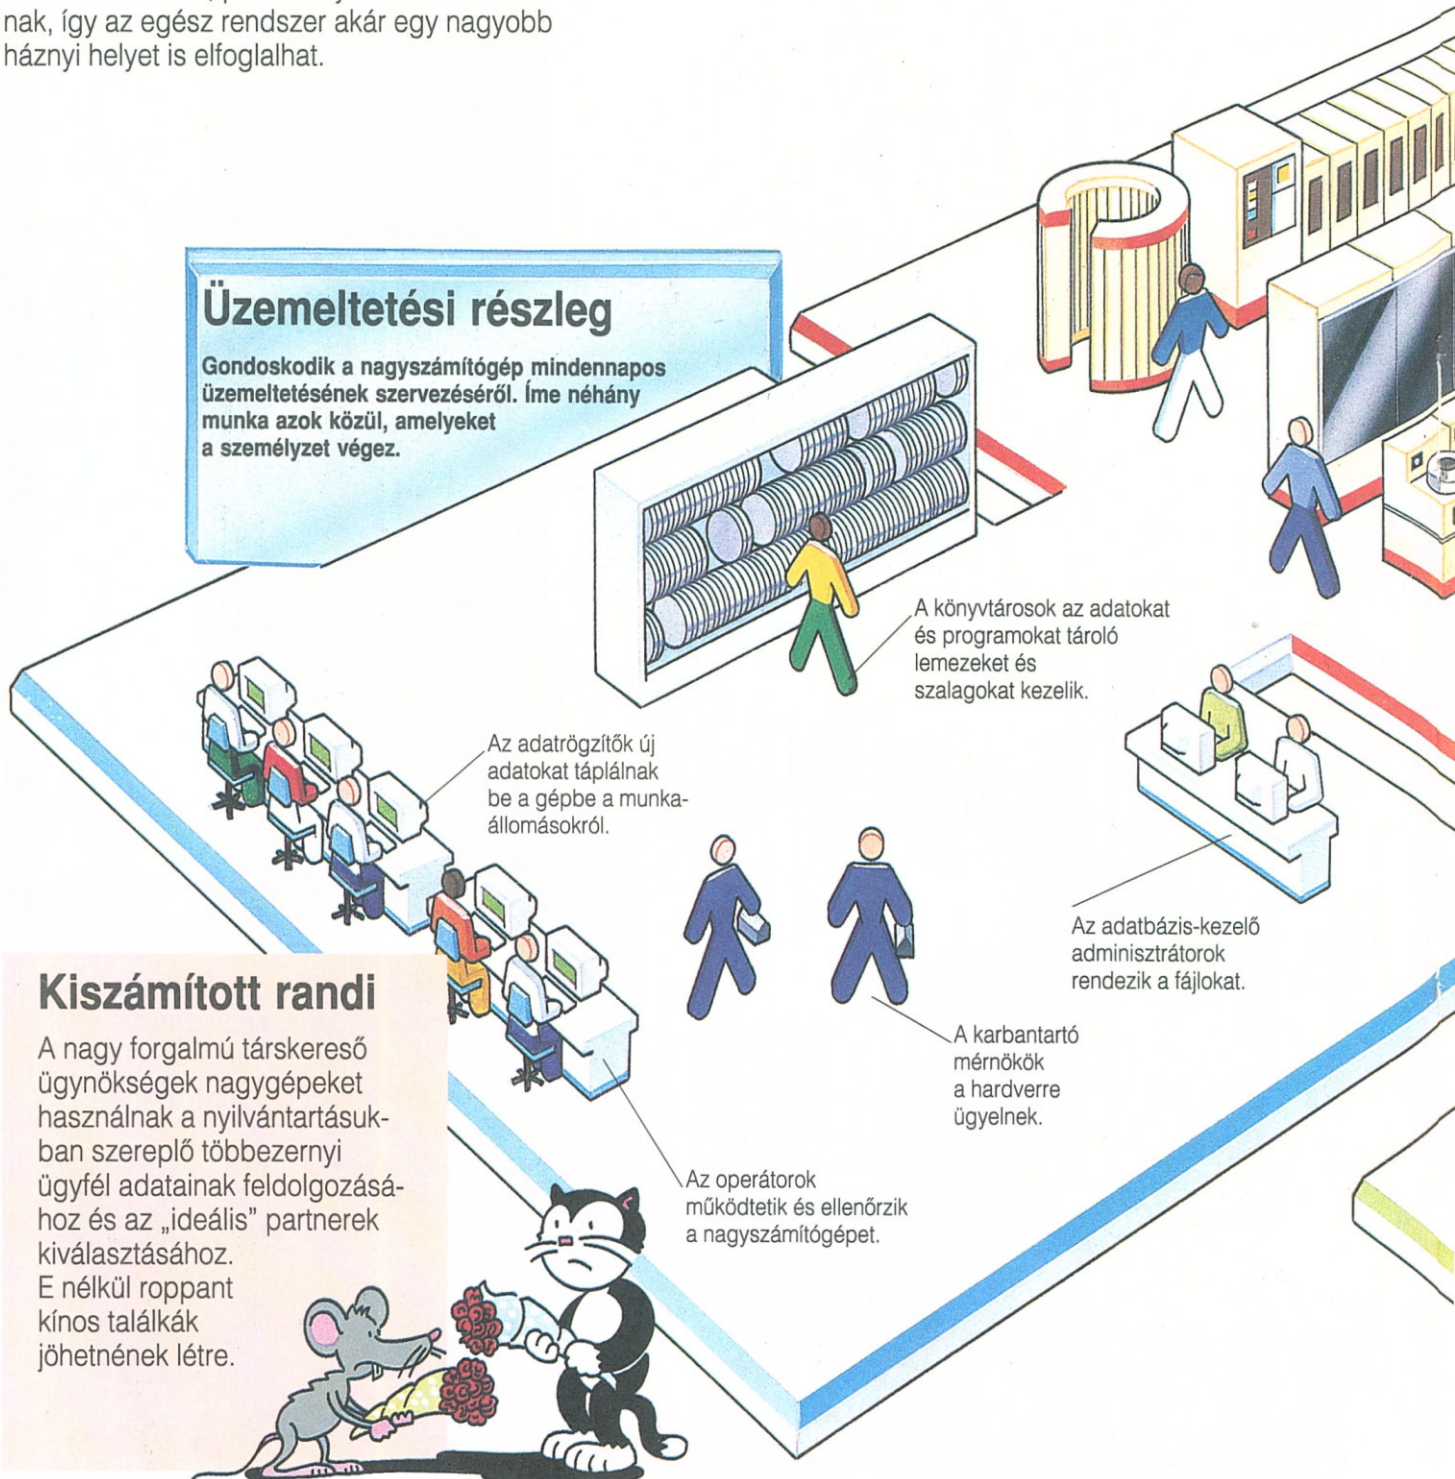 nak, így az egész rendszer akár egy nagyobb
háznyi helyet is elfoglalhat.
Üzemeltetési részleg
Gondoskodik a nagyszámítógép mindennapos
üzemeltetésének szervezéséről. Íme néhány
munka azok közül, amelyeket
a személyzet végez.
A könyvtárosok az adatokat
és programokat tároló
lemezeket és
szalagokat kezelik.
Az adatrögzítők új
adatokat táplálnak
be a gépbe a munka-
állomásokról.
Az adatbázis-kezelő
adminisztrátorok
rendezik a fájlokat.
A karbantartó
mérnökök
a hardverre
ügyelnek.
Az operátorok
működtetik és ellenőrzik
a nagyszámítógépet.
Kiszámított randi
A nagy forgalmú társkereső
ügynökségek nagygépeket
használnak a nyilvántartásuk-
ban szereplő többezernyi
ügyfél adatainak feldolgozásá-
hoz és az „ideális” partnerek
kiválasztásához.
E nélkül roppant
kínos találkák
jöhetnének létre.